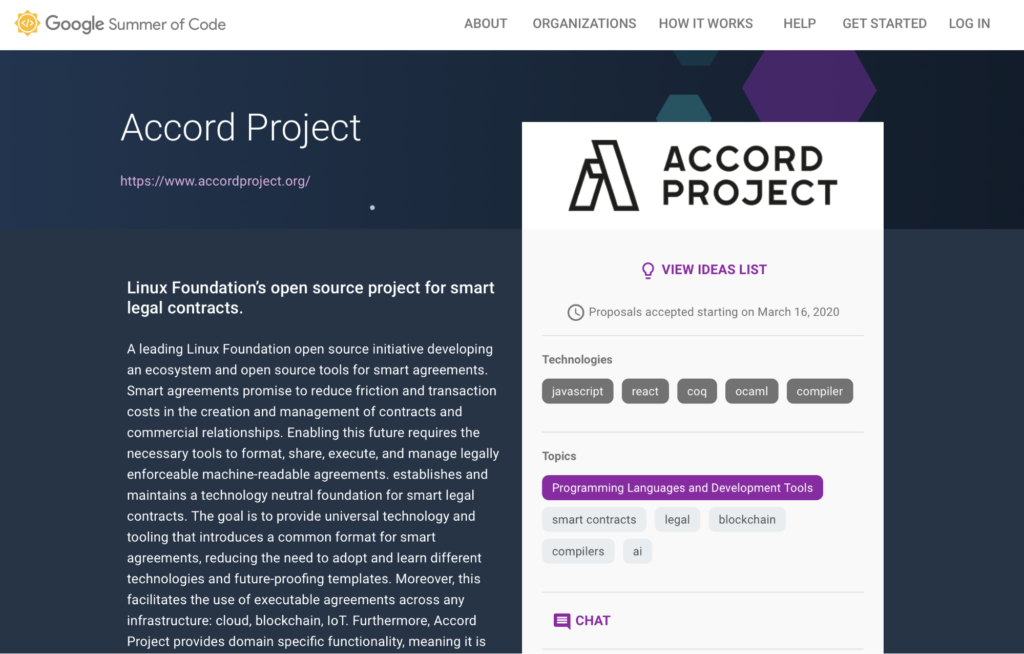 Google Summer of Code
ABOUT ORGANIZATIONS HOW IT WORKS HELP GET STARTED LOG IN
Accord Project
https://www.accordproject.org/
ACCORD
PROJECT
Linux Foundation's open source project for smart
legal contracts.
A leading Linux Foundation open source initiative developing
an ecosystem and open source tools for smart agreements.
Smart agreements promise to reduce friction and transaction
costs in the creation and management of contracts and
commercial relationships. Enabling this future requires the
necessary tools to format, share, execute, and manage legally
enforceable machine-readable agreements. establishes and
maintains a technology neutral foundation for smart legal
contracts. The goal is to provide universal technology and
tooling that introduces a common format for smart
agreements, reducing the need to adopt and learn different
technologies and future-proofing templates. Moreover, this
facilitates the use of executable agreements across any
infrastructure: cloud, blockchain, IoT. Furthermore, Accord
Project provides domain specific functionality, meaning it is
VIEW IDEAS LIST
Proposals accepted starting on March 16, 2020
Technologies
javascript react coq ocaml compiler
Topics
Programming Languages and Development Tools
smart contracts legal blockchain
compilers ai
CHAT